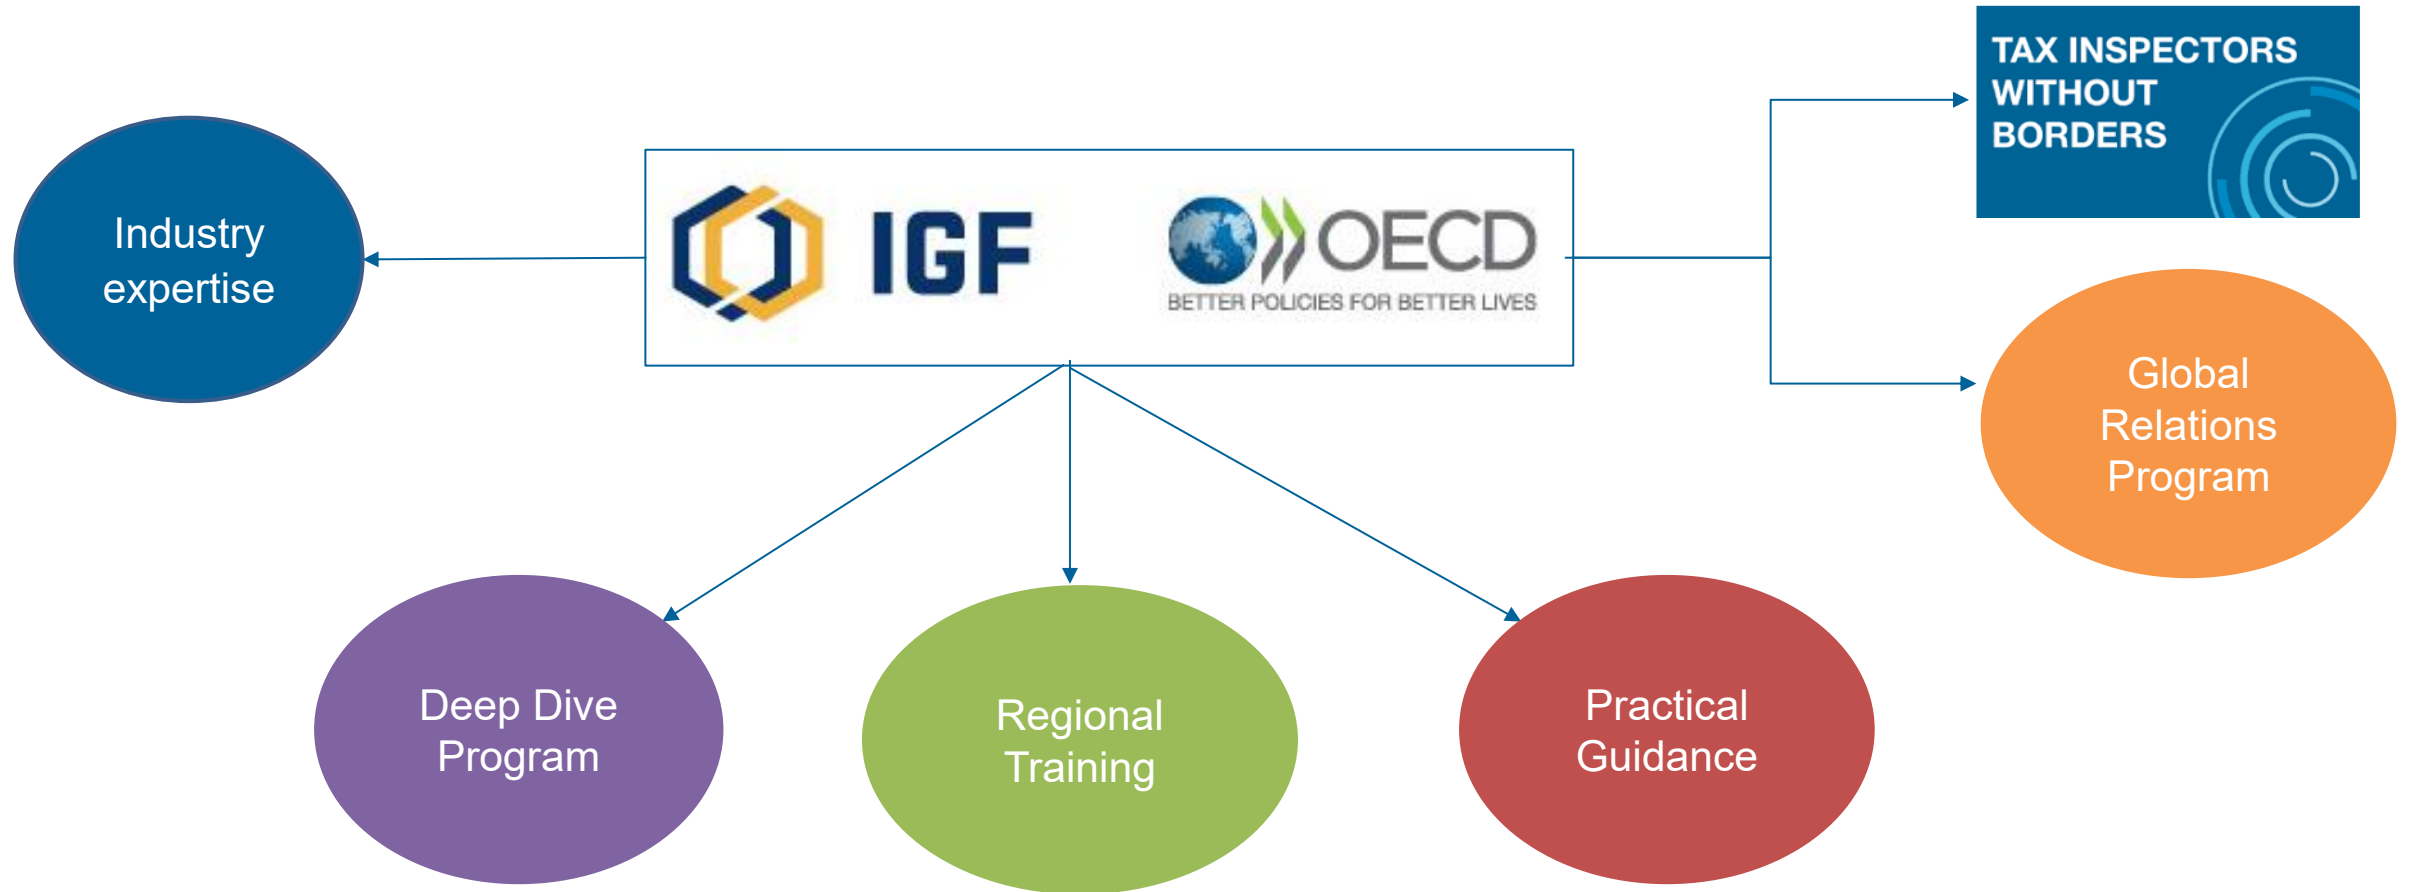 TAX INSPECTORS
WITHOUT
BORDERS
Industry
expertise
IGF
OECD
BETTER POLICIES FOR BETTER LIVES
Global
Relations
Program
Deep Dive
Program
Regional
Training
Practical
Guidance